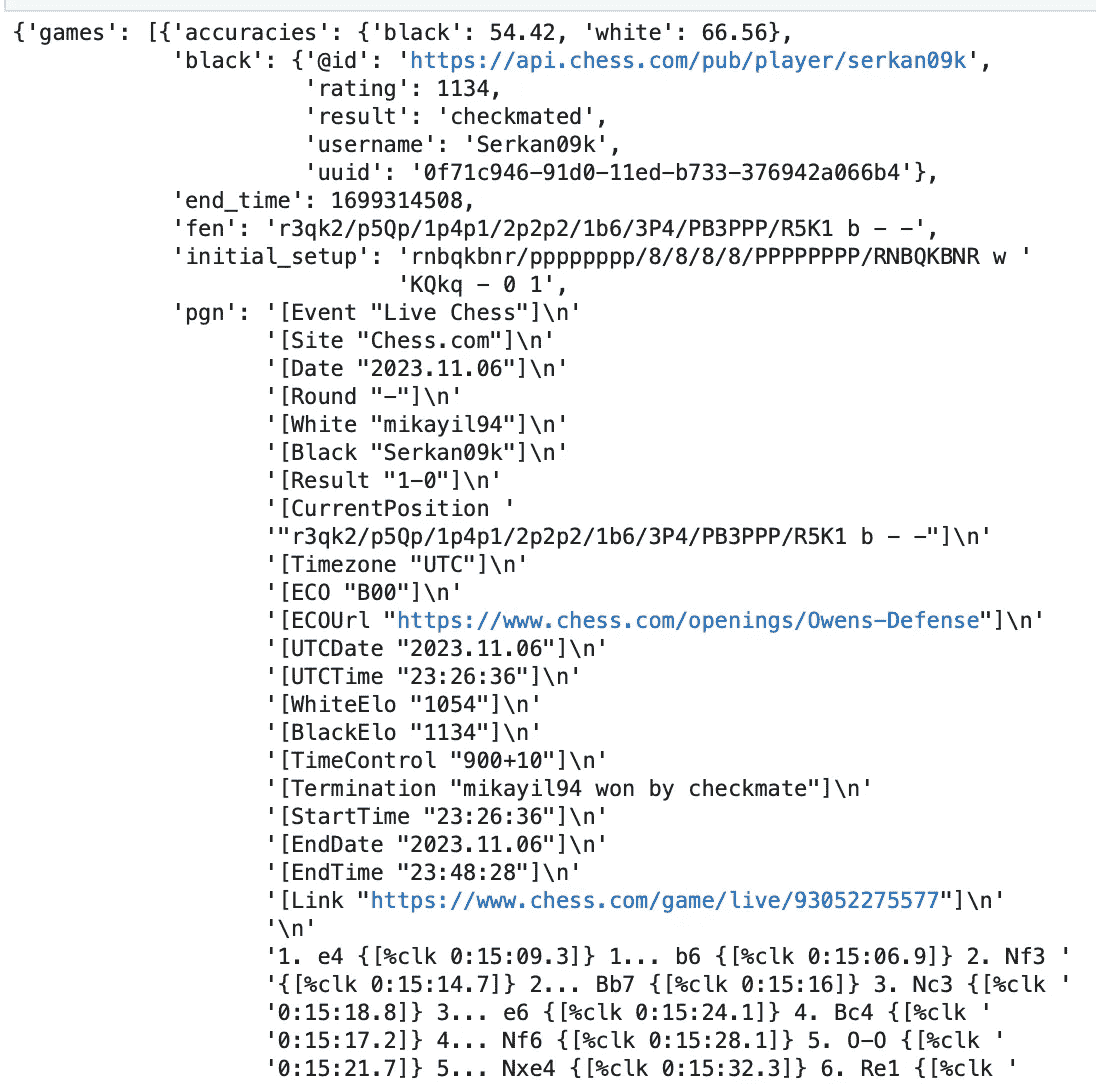 {'games': [{'accuracies': {'black': 54.42, 'white': 66.56},
'black': {'@id': 'https://api.chess.com/pub/player/serkan09k',
'rating': 1134,
'result': 'checkmated',
'username': 'Serkan09k',
'uuid': '0f71c946-91d0-11ed-b733-376942a066b4'},
'end_time': 1699314508,
'fen': 'r3qk2/p5Qp/1p4p1/2p2p2/1b6/3P4/PB3PPP/R5K1 b - -',
'initial_setup': 'rnbqkbnr/pppppppp/8/8/8/8/PPPPPPPP/RNBQKBNR w '
'KQkq - 0 1',
'pgn': '[Event "Live Chess"]\n'
'[Site "Chess.com"]\n'
'[Date "2023.11.06"]\n'
'[Round "-"]\n'
'[White "mikayil94"]\n'
'[Black "Serkan09k"]\n'
'[Result "1-0"]\n'
'[CurrentPosition '
'"r3qk2/p5Qp/1p4p1/2p2p2/1b6/3P4/PB3PPP/R5K1 b - -"]\n'
'[Timezone "UTC"]\n'
'[ECO "B00"]\n'
'[ECOUrl "https://www.chess.com/openings/Owens-Defense"]\n'
'[UTCDate "2023.11.06"]\n'
'[UTCTime "23:26:36"]\n'
'[WhiteElo "1054"]\n'
'[BlackElo "1134"]\n'
'[TimeControl "900+10"]\n'
'[Termination "mikayil94 won by checkmate"]\n'
'[StartTime "23:26:36"]\n'
'[EndDate "2023.11.06"]\n'
'[EndTime "23:48:28"]\n'
'[Link "https://www.chess.com/game/live/93052275577"]\n'
'\n'
'1. e4 {[%clk 0:15:09.3]} 1... b6 {[%clk 0:15:06.9]} 2. Nf3 '
'{[%clk 0:15:14.7]} 2... Bb7 {[%clk 0:15:16]} 3. Nc3 {[%clk '
'0:15:18.8]} 3... e6 {[%clk 0:15:24.1]} 4. Bc4 {[%clk '
'0:15:17.2]} 4... Nf6 {[%clk 0:15:28.1]} 5. O-O {[%clk '
'0:15:21.7]} 5... Nxe4 {[%clk 0:15:32.3]} 6. Re1 {[%clk '